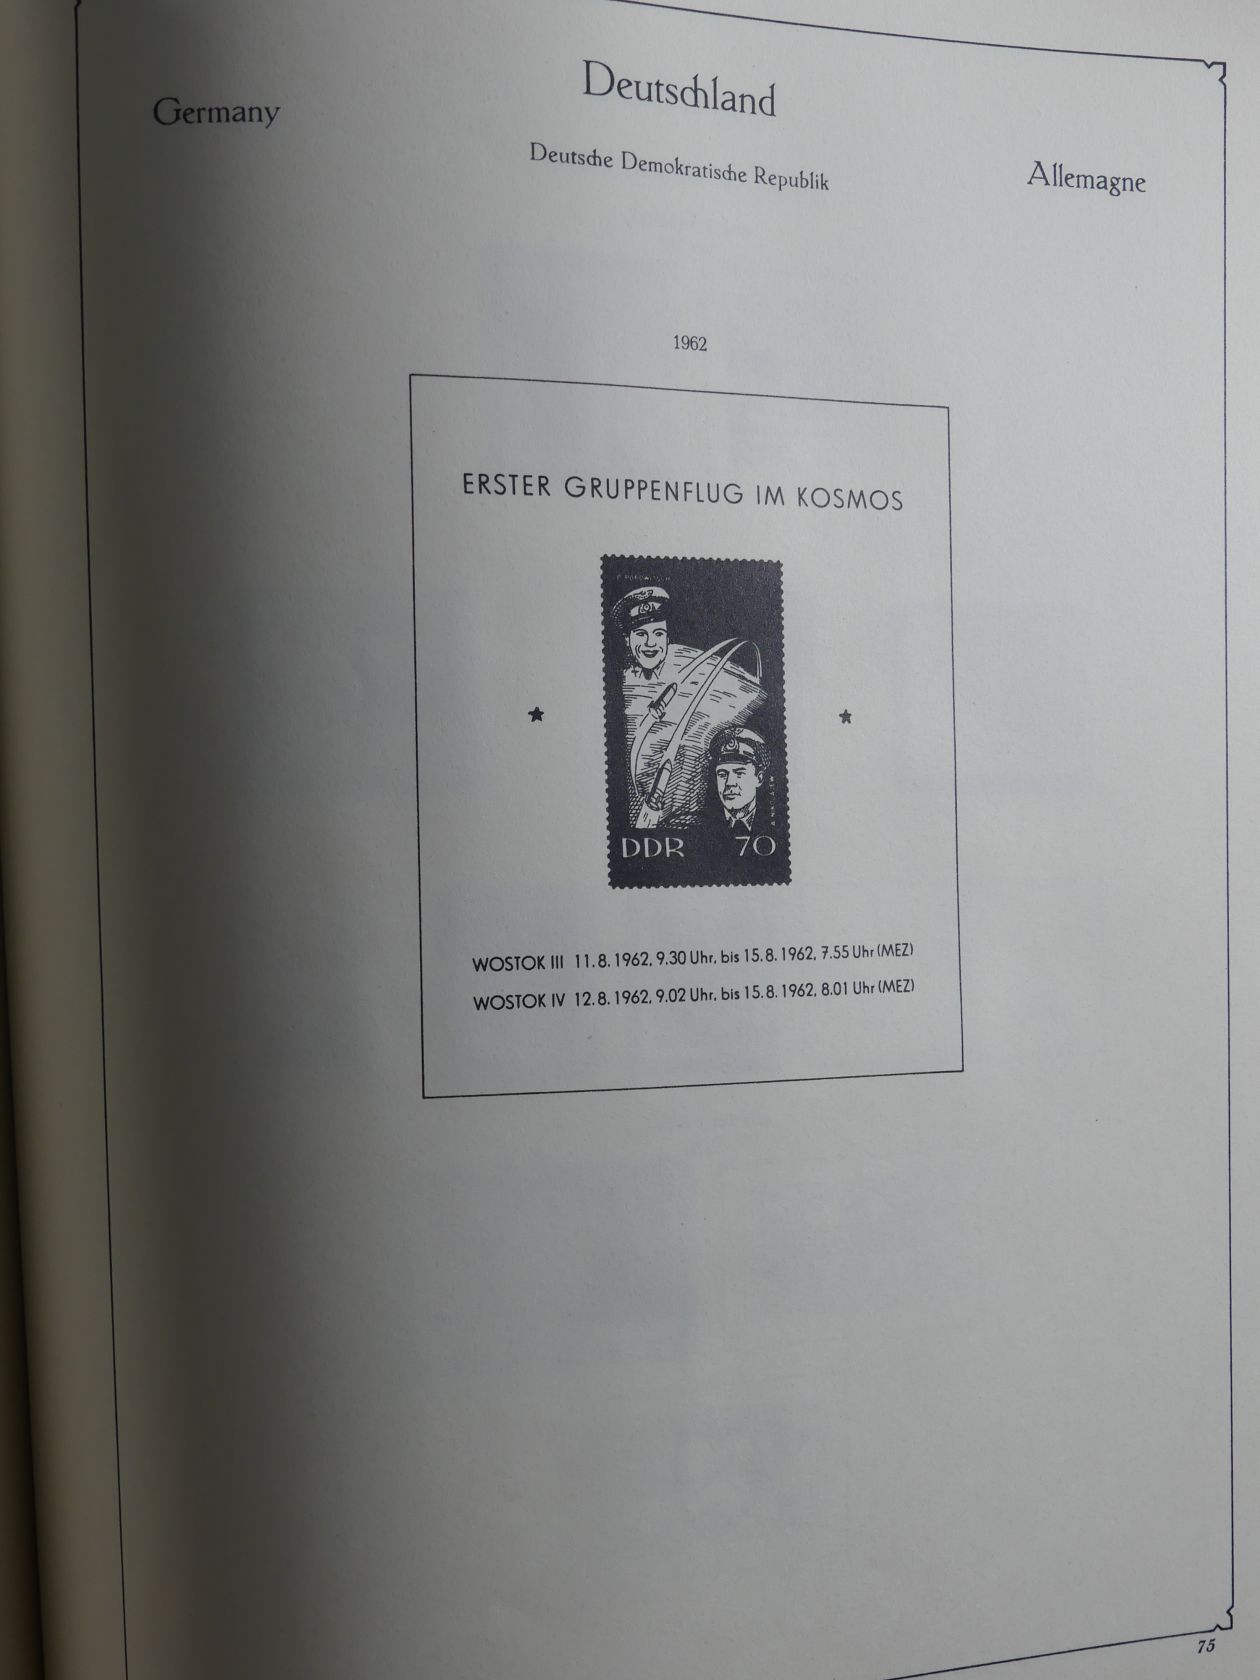 Deutschland
Germany
Deutsche Demokratische Republik
Allemagne
1962
ERSTER GRUPPENFLUG IM KOSMOS
P. POPOWITSCH
A. NIKOLAJEW
DDR 70
WOSTOK III 11.8.1962, 9.30 Uhr, bis 15.8.1962, 7.55 Uhr (MEZ)
WOSTOK IV 12.8.1962, 9.02 Uhr, bis 15.8.1962, 8.01 Uhr (MEZ)
75